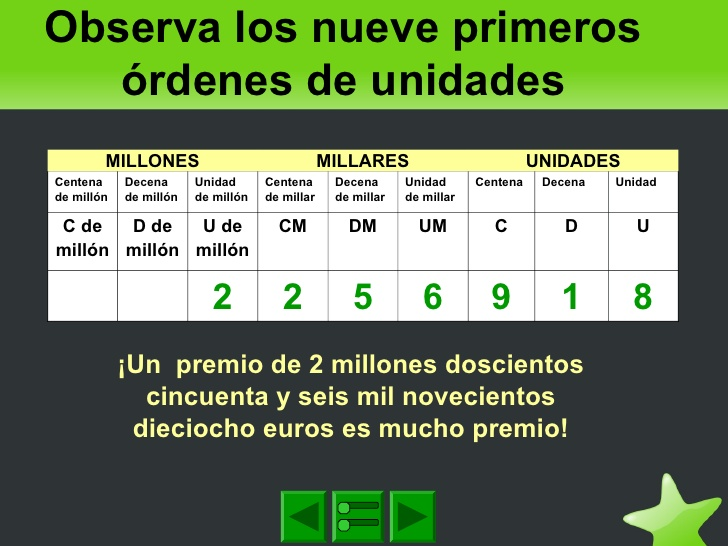 Observa los nueve primeros
órdenes de unidades
MILLONES MILLARES UNIDADES
Centena de millón Decena de millón Unidad de millón Centena de millar Decena de millar Unidad de millar Centena Decena Unidad
C de millón D de millón U de millón CM DM UM C D U
2 2 5 6 9 1 8
¡Un premio de 2 millones doscientos
cincuenta y seis mil novecientos
dieciocho euros es mucho premio!